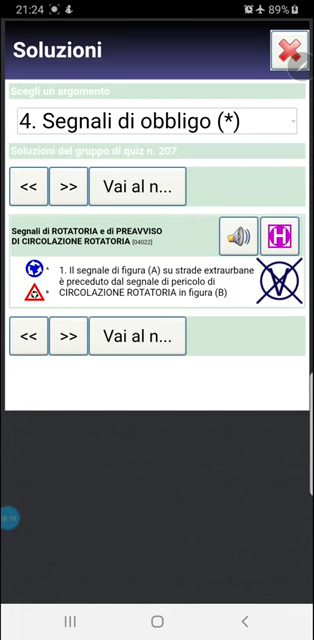 21:24 89%
Soluzioni
Scegli un argomento
4. Segnali di obbligo (*)
Soluzioni del gruppo di quiz n. 207
<< >> Vai al n...
Segnali di ROTATORIA e di PREAVVISO
DI CIRCOLAZIONE ROTATORIA [04022]
H
* 1. Il segnale di figura (A) su strade extraurbane
è preceduto dal segnale di pericolo di
* CIRCOLAZIONE ROTATORIA in figura (B)
V
<< >> Vai al n...